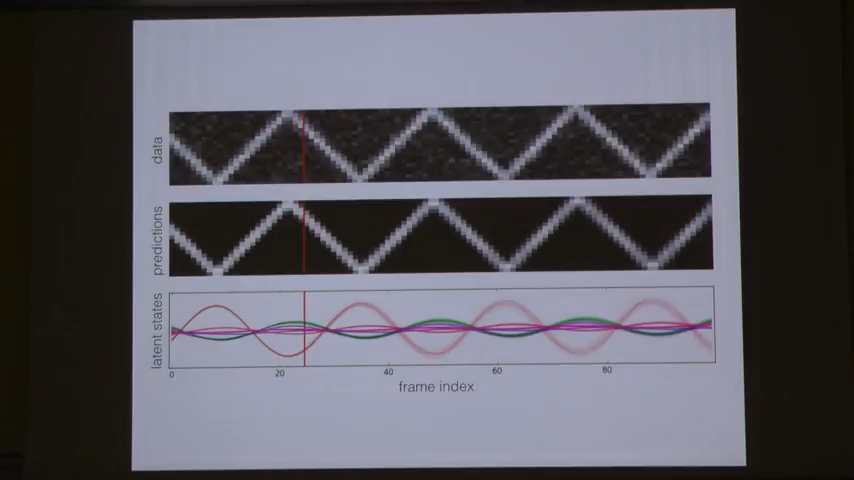 data
predictions
latent states
0 20 40 60 80
frame index